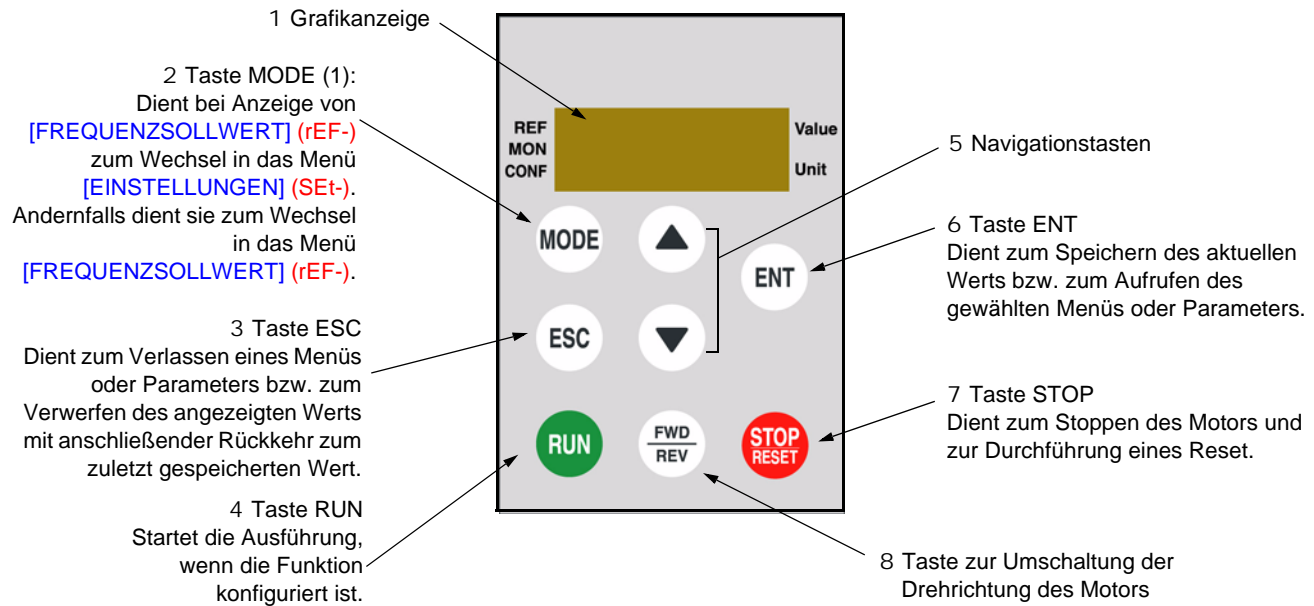 1 Grafikanzeige
2 Taste MODE (1):
Dient bei Anzeige von
[FREQUENZSOLLWERT] (rEF-)
zum Wechsel in das Menü
[EINSTELLUNGEN] (SEt-).
Andernfalls dient sie zum Wechsel
in das Menü
[FREQUENZSOLLWERT] (rEF-).
3 Taste ESC
Dient zum Verlassen eines Menüs
oder Parameters bzw. zum
Verwerfen des angezeigten Werts
mit anschließender Rückkehr zum
zuletzt gespeicherten Wert.
4 Taste RUN
Startet die Ausführung,
wenn die Funktion
konfiguriert ist.
REF
MON
CONF
Value
Unit
MODE
ENT
ESC
RUN
FWD
REV
STOP
RESET
5 Navigationstasten
6 Taste ENT
Dient zum Speichern des aktuellen
Werts bzw. zum Aufrufen des
gewählten Menüs oder Parameters.
7 Taste STOP
Dient zum Stoppen des Motors und
zur Durchführung eines Reset.
8 Taste zur Umschaltung der
Drehrichtung des Motors